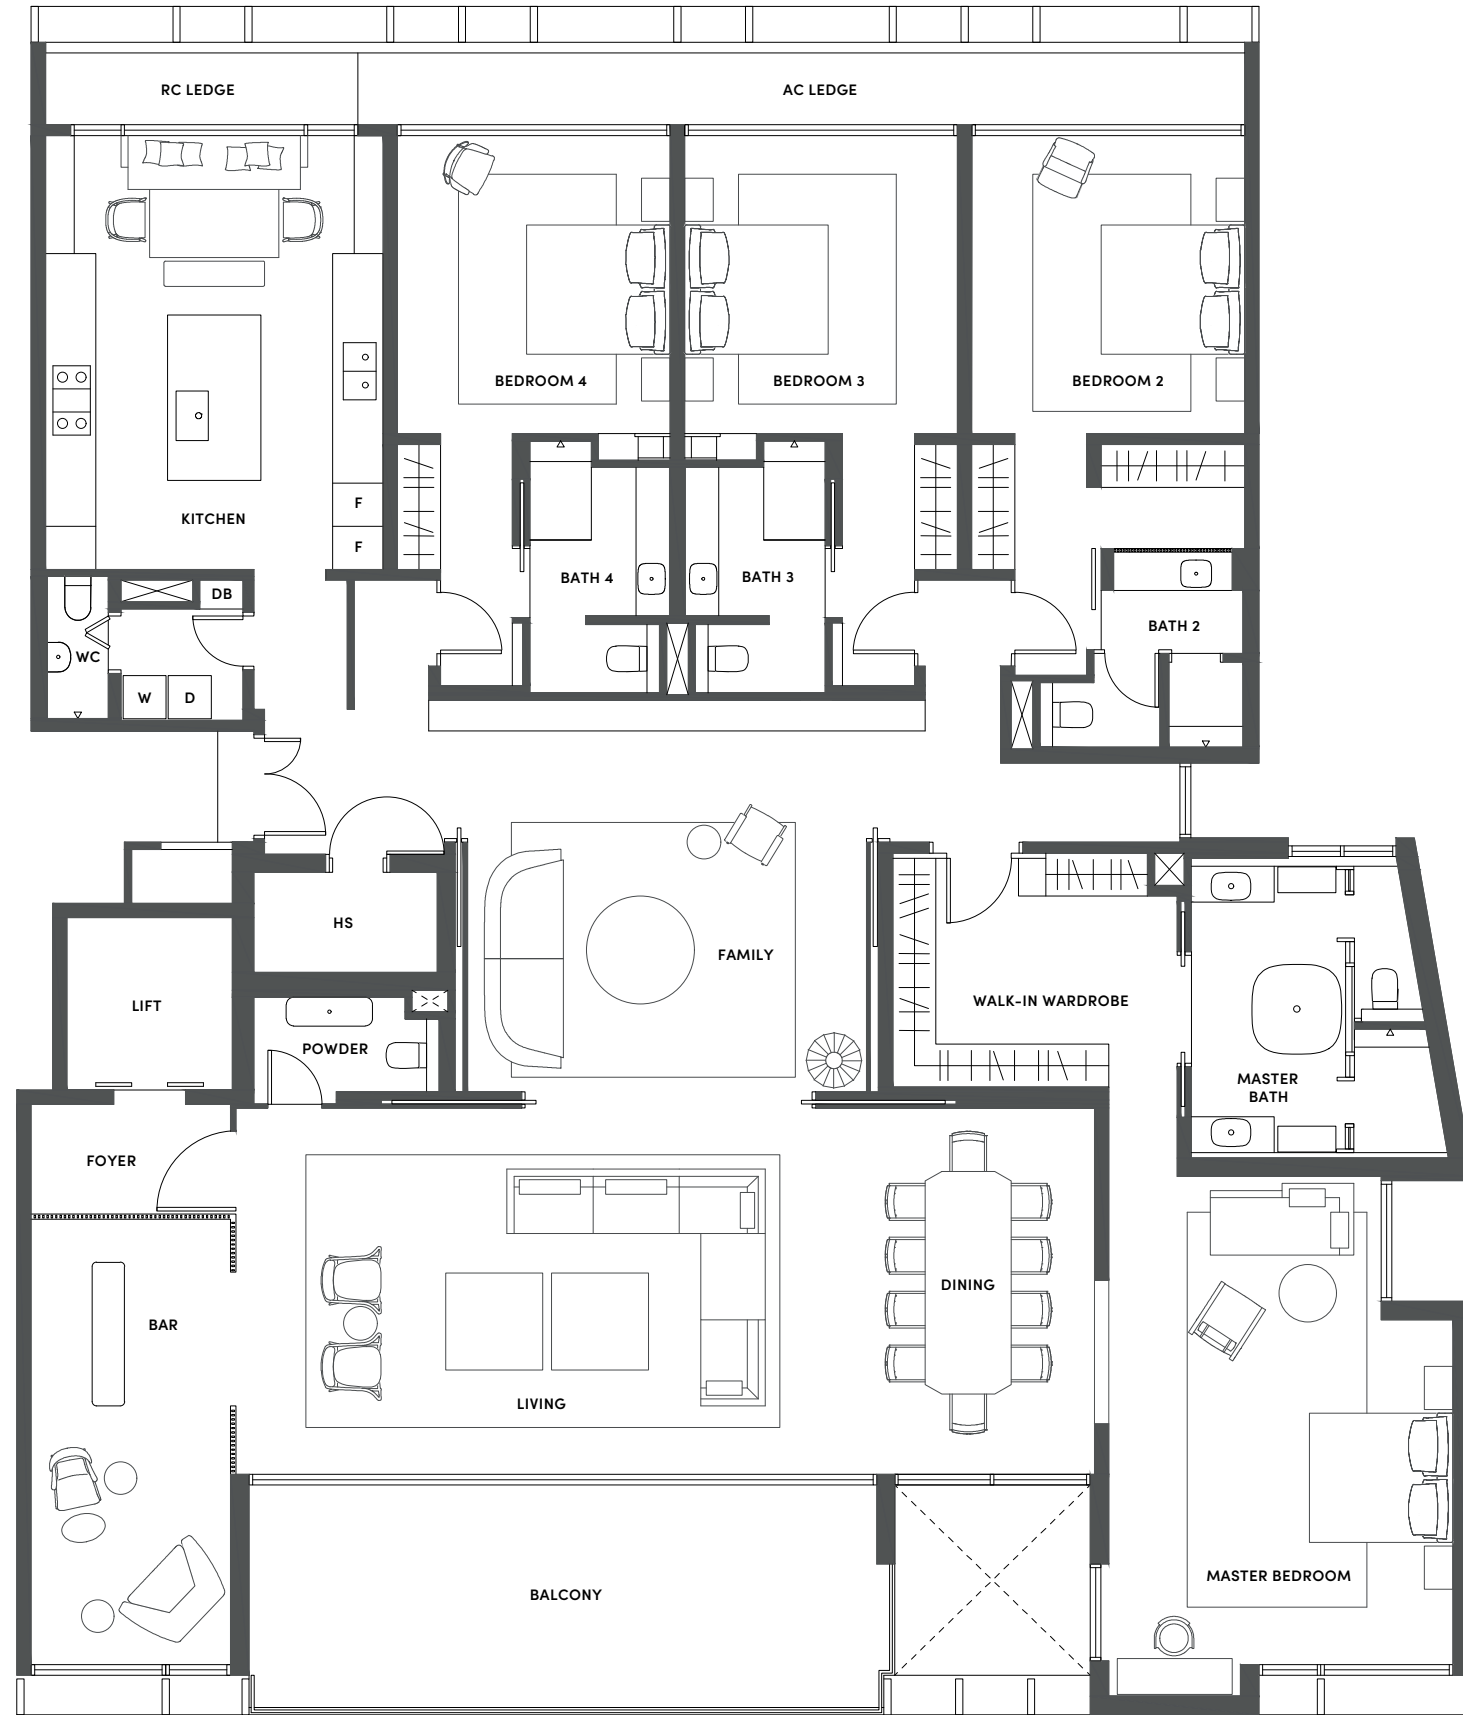 RC LEDGE
AC LEDGE
BEDROOM 4
BEDROOM 3
BEDROOM 2
F
KITCHEN
F
BATH 4
BATH 3
DB
BATH 2
WC
W
D
HS
FAMILY
WALK-IN WARDROBE
LIFT
POWDER
MASTER
BATH
FOYER
DINING
BAR
LIVING
MASTER BEDROOM
BALCONY